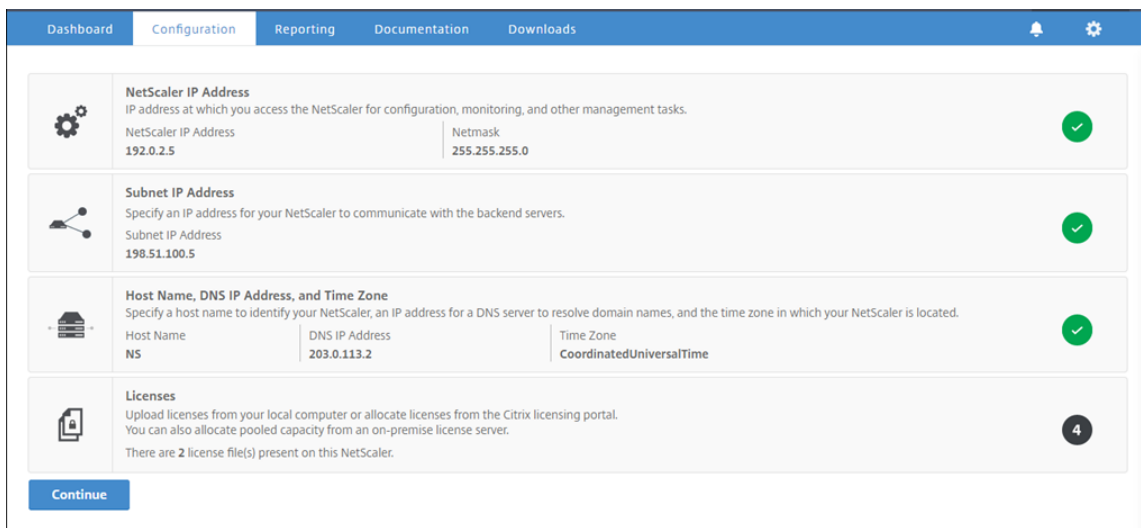 Dashboard Configuration Reporting Documentation Downloads
NetScaler IP Address
IP address at which you access the NetScaler for configuration, monitoring, and other management tasks.
NetScaler IP Address Netmask
192.0.2.5 255.255.255.0
Subnet IP Address
Specify an IP address for your NetScaler to communicate with the backend servers.
Subnet IP Address
198.51.100.5
Host Name, DNS IP Address, and Time Zone
Specify a host name to identify your NetScaler, an IP address for a DNS server to resolve domain names, and the time zone in which your NetScaler is located.
Host Name DNS IP Address Time Zone
NS 203.0.113.2 CoordinatedUniversalTime
Licenses
Upload licenses from your local computer or allocate licenses from the Citrix licensing portal.
You can also allocate pooled capacity from an on-premise license server.
4
There are 2 license file(s) present on this NetScaler.
Continue